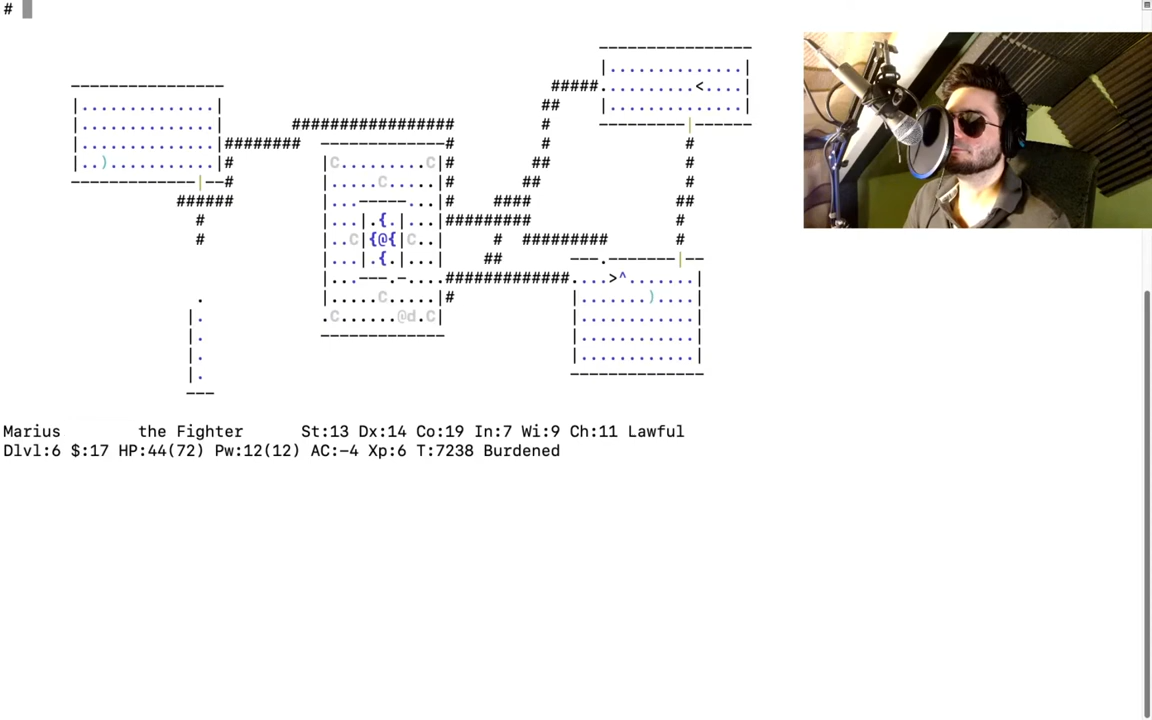 #
---------------
|.............|
---------------- #####.............<....|
|.............| ## |.............|
|.............| ################# # ---------.-----
|.............|######## -------------# # #
|..).........|# |C........C|# ## #
-------------|--# |.....C....|# ## #
###### |...-----...|# #### ##
# |...|.{.|...|######### #
# |..C|{@{|C..| # ######### #
|...|.{.|...| ## ---.-------|--
|...---.-.....#############....>^.......|
. |.....C.....|# |.......)....|
|. .C......@d.C| |............|
|. ------------- |............|
|. |............|
|. --------------
---
Marius the Fighter St:13 Dx:14 Co:19 In:7 Wi:9 Ch:11 Lawful
Dlvl:6 $:17 HP:44(72) Pw:12(12) AC:-4 Xp:6 T:7238 Burdened